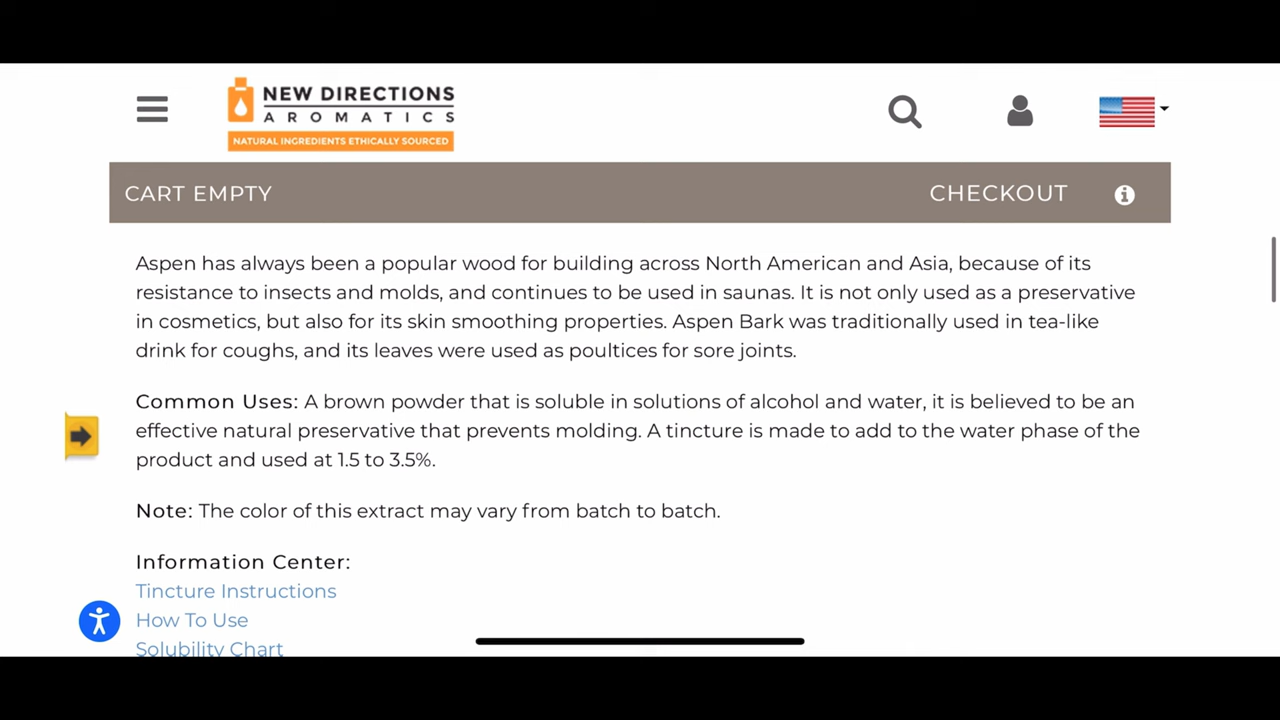 NEW DIRECTIONS
AROMATICS
NATURAL INGREDIENTS ETHICALLY SOURCED
CART EMPTY
CHECKOUT
Aspen has always been a popular wood for building across North American and Asia, because of its
resistance to insects and molds, and continues to be used in saunas. It is not only used as a preservative
in cosmetics, but also for its skin smoothing properties. Aspen Bark was traditionally used in tea-like
drink for coughs, and its leaves were used as poultices for sore joints.
Common Uses: A brown powder that is soluble in solutions of alcohol and water, it is believed to be an
effective natural preservative that prevents molding. A tincture is made to add to the water phase of the
product and used at 1.5 to 3.5%.
Note: The color of this extract may vary from batch to batch.
Information Center:
Tincture Instructions
How To Use
Solubility Chart